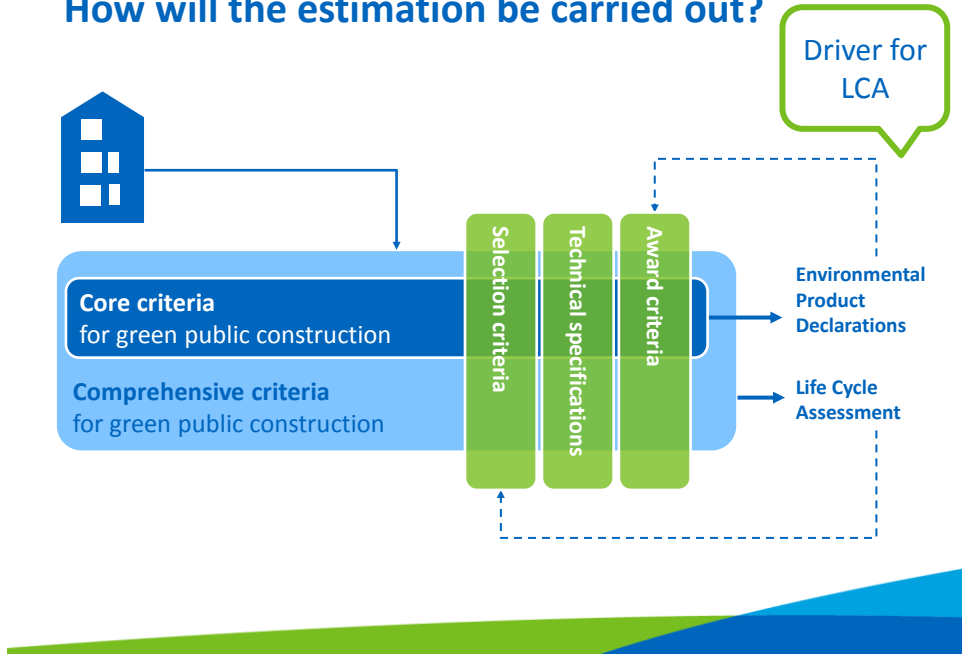 How will the estimation be carried out?
Driver for
LCA
Core criteria
for green public construction
Comprehensive criteria
for green public construction
Selection criteria
Technical specifications
Award criteria
Environmental
Product
Declarations
Life Cycle
Assessment